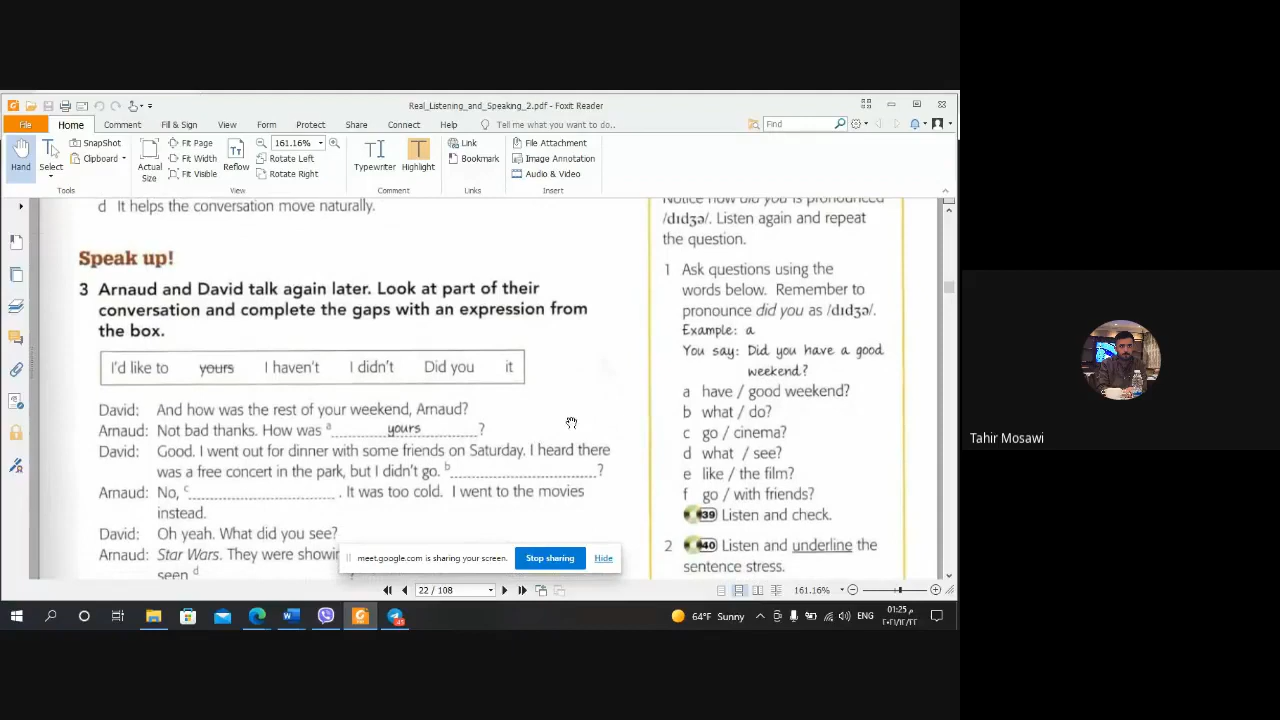 Real_Listening_and_Speaking_2.pdf - Foxit Reader
File Home Comment Fill & Sign View Form Protect Share Connect Help Tell me what you want to do.. Find
Hand
Select
SnapShot
Clipboard
Actual Size
Fit Page
Fit Width
Fit Visible
Reflow
161.16%
Rotate Left
Rotate Right
Typewriter
Highlight
Link
Bookmark
File Attachment
Image Annotation
Audio & Video
Tools View Comment Links Insert
d It helps the conversation move naturally.
Speak up!
3 Arnaud and David talk again later. Look at part of their
conversation and complete the gaps with an expression from
the box.
I'd like to yours I haven't I didn't Did you it
David: And how was the rest of your weekend, Arnaud?
Arnaud: Not bad thanks. How was a yours ?
David: Good. I went out for dinner with some friends on Saturday. I heard there
was a free concert in the park, but I didn't go. b ?
Arnaud: No, c . It was too cold. I went to the movies
instead.
David: Oh yeah. What did you see?
Arnaud: Star Wars. They were showin
seen d
Notice how did you is pronounced
/dɪdʒə/. Listen again and repeat
the question.
1 Ask questions using the
words below. Remember to
pronounce did you as /dɪdʒə/.
Example: a
You say: Did you have a good
weekend?
a have / good weekend?
b what / do?
c go / cinema?
d what / see?
e like / the film?
f go / with friends?
39 Listen and check.
2 40 Listen and underline the
sentence stress.
meet.google.com is sharing your screen. Stop sharing Hide
22 / 108
161.16%
64°F Sunny
ENG
01:25 م
٢٠٢١/١٢/٢٢
Tahir Mosawi